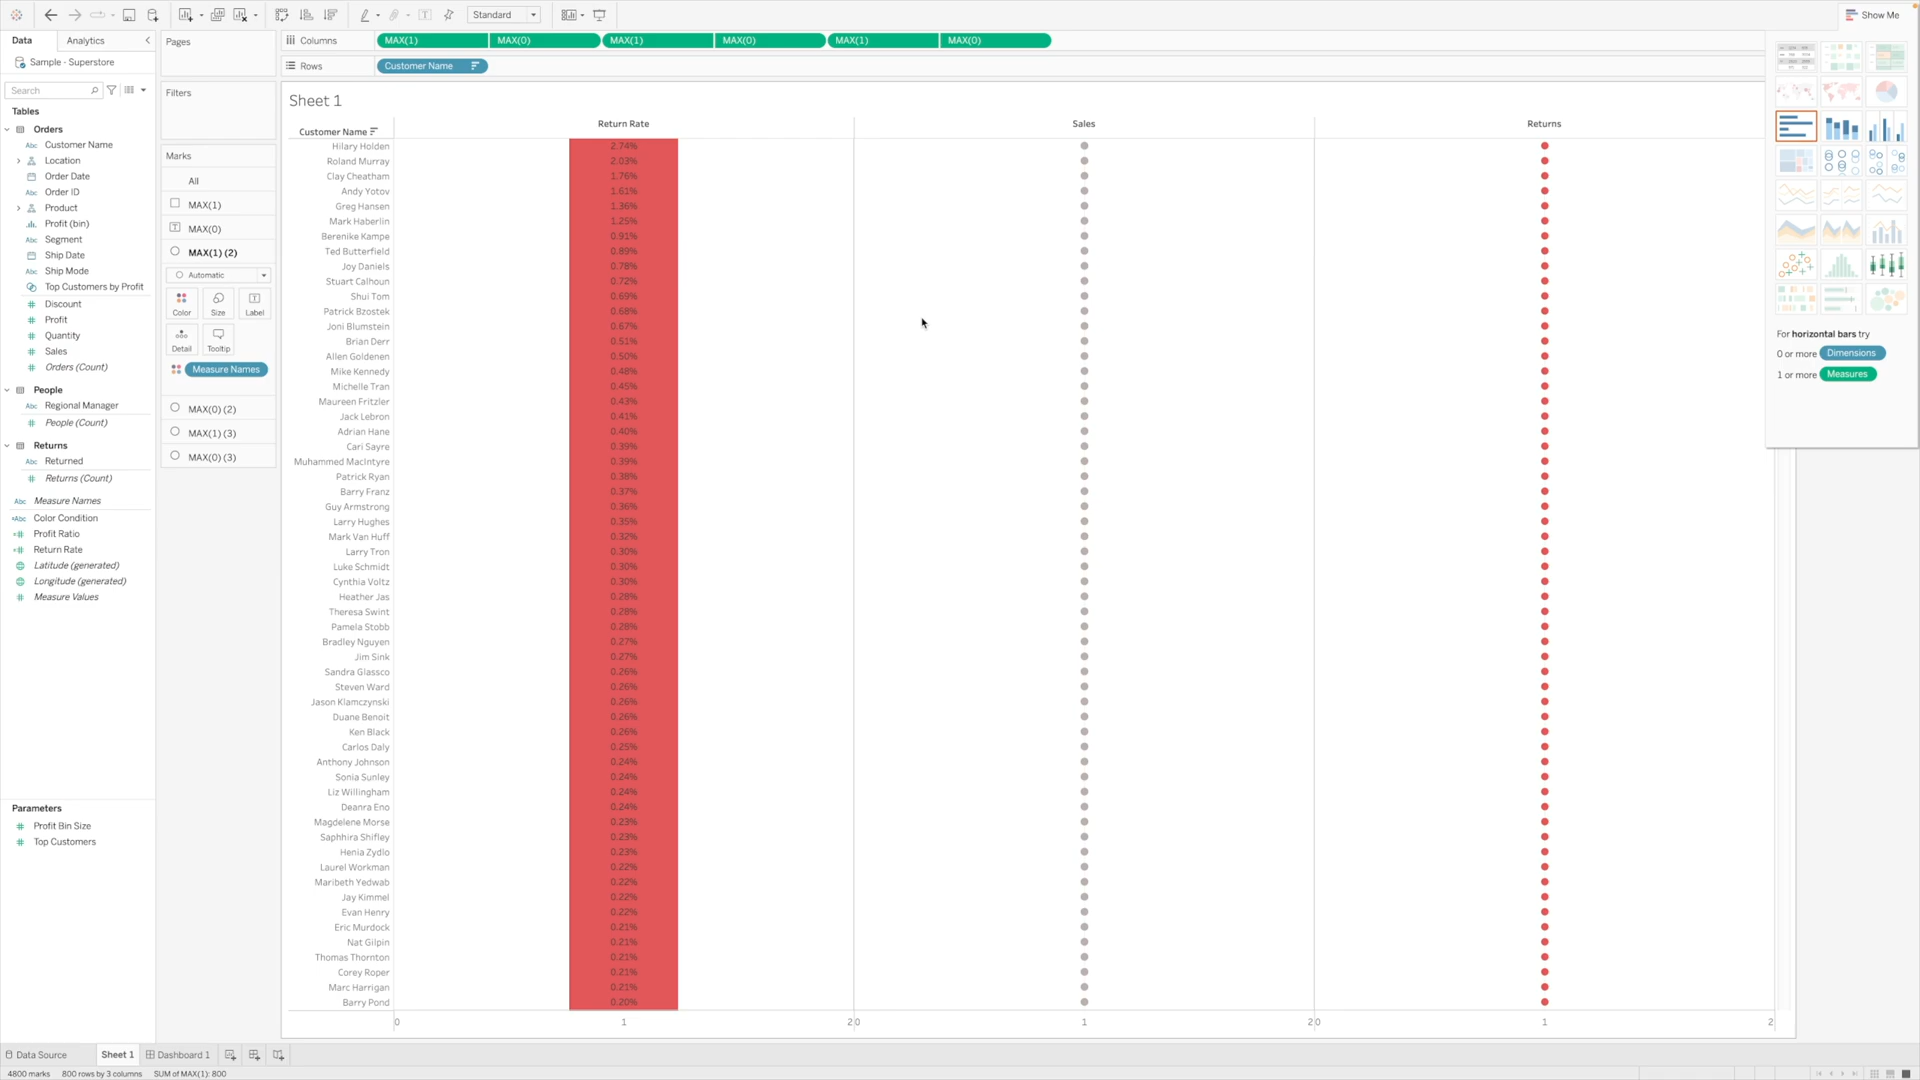 Standard
Show Me
Data
Analytics
Pages
Columns
MAX(1)
MAX(0)
MAX(1)
MAX(0)
MAX(1)
MAX(0)
Sample - Superstore
Rows
Customer Name
Search
Filters
Sheet 1
Tables
Orders
Abc Customer Name
Location
Order Date
Abc Order ID
Product
Profit (bin)
Abc Segment
Ship Date
Abc Ship Mode
Top Customers by Profit
# Discount
# Profit
# Quantity
# Sales
# Orders (Count)
People
Abc Regional Manager
# People (Count)
Returns
Abc Returned
# Returns (Count)
Abc Measure Names
=Abc Color Condition
=# Profit Ratio
=# Return Rate
Latitude (generated)
Longitude (generated)
# Measure Values
Parameters
# Profit Bin Size
# Top Customers
Marks
All
MAX(1)
T MAX(0)
MAX(1) (2)
Automatic
Color
Size
T Label
Detail
Tooltip
Measure Names
MAX(0) (2)
MAX(1) (3)
MAX(0) (3)
Customer Name
Return Rate
Sales
Returns
Hilary Holden 2.74%
Roland Murray 2.03%
Clay Cheatham 1.76%
Andy Yotov 1.61%
Greg Hansen 1.36%
Mark Haberlin 1.25%
Berenike Kampe 0.91%
Ted Butterfield 0.89%
Joy Daniels 0.78%
Stuart Calhoun 0.72%
Shui Tom 0.69%
Patrick Bzostek 0.68%
Joni Blumstein 0.67%
Brian Derr 0.51%
Allen Goldenen 0.50%
Mike Kennedy 0.48%
Michelle Tran 0.45%
Maureen Fritzler 0.43%
Jack Lebron 0.41%
Adrian Hane 0.40%
Cari Sayre 0.39%
Muhammed MacIntyre 0.39%
Patrick Ryan 0.38%
Barry Franz 0.37%
Guy Armstrong 0.36%
Larry Hughes 0.35%
Mark Van Huff 0.32%
Larry Tron 0.30%
Luke Schmidt 0.30%
Cynthia Voltz 0.30%
Heather Jas 0.28%
Theresa Swint 0.28%
Pamela Stobb 0.28%
Bradley Nguyen 0.27%
Jim Sink 0.27%
Sandra Glassco 0.26%
Steven Ward 0.26%
Jason Klamczynski 0.26%
Duane Benoit 0.26%
Ken Black 0.26%
Carlos Daly 0.25%
Anthony Johnson 0.24%
Sonia Sunley 0.24%
Liz Willingham 0.24%
Deanra Eno 0.24%
Magdelene Morse 0.23%
Saphhira Shifley 0.23%
Henia Zydlo 0.23%
Laurel Workman 0.22%
Maribeth Yedwab 0.22%
Jay Kimmel 0.22%
Evan Henry 0.22%
Eric Murdock 0.21%
Nat Gilpin 0.21%
Thomas Thornton 0.21%
Corey Roper 0.21%
Marc Harrigan 0.21%
Barry Pond 0.20%
0 1 2 0 1 2 0 1 2
For horizontal bars try
0 or more Dimensions
1 or more Measures
Data Source
Sheet 1
Dashboard 1
4800 marks
800 rows by 3 columns
SUM of MAX(1): 800